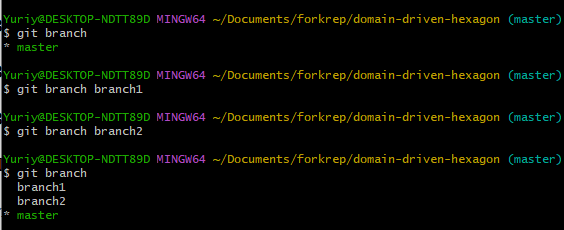 Yuriy@DESKTOP-NDTT89D MINGW64 ~/Documents/forkrep/domain-driven-hexagon (master)
$ git branch
* master
Yuriy@DESKTOP-NDTT89D MINGW64 ~/Documents/forkrep/domain-driven-hexagon (master)
$ git branch branch1
Yuriy@DESKTOP-NDTT89D MINGW64 ~/Documents/forkrep/domain-driven-hexagon (master)
$ git branch branch2
Yuriy@DESKTOP-NDTT89D MINGW64 ~/Documents/forkrep/domain-driven-hexagon (master)
$ git branch
  branch1
  branch2
* master